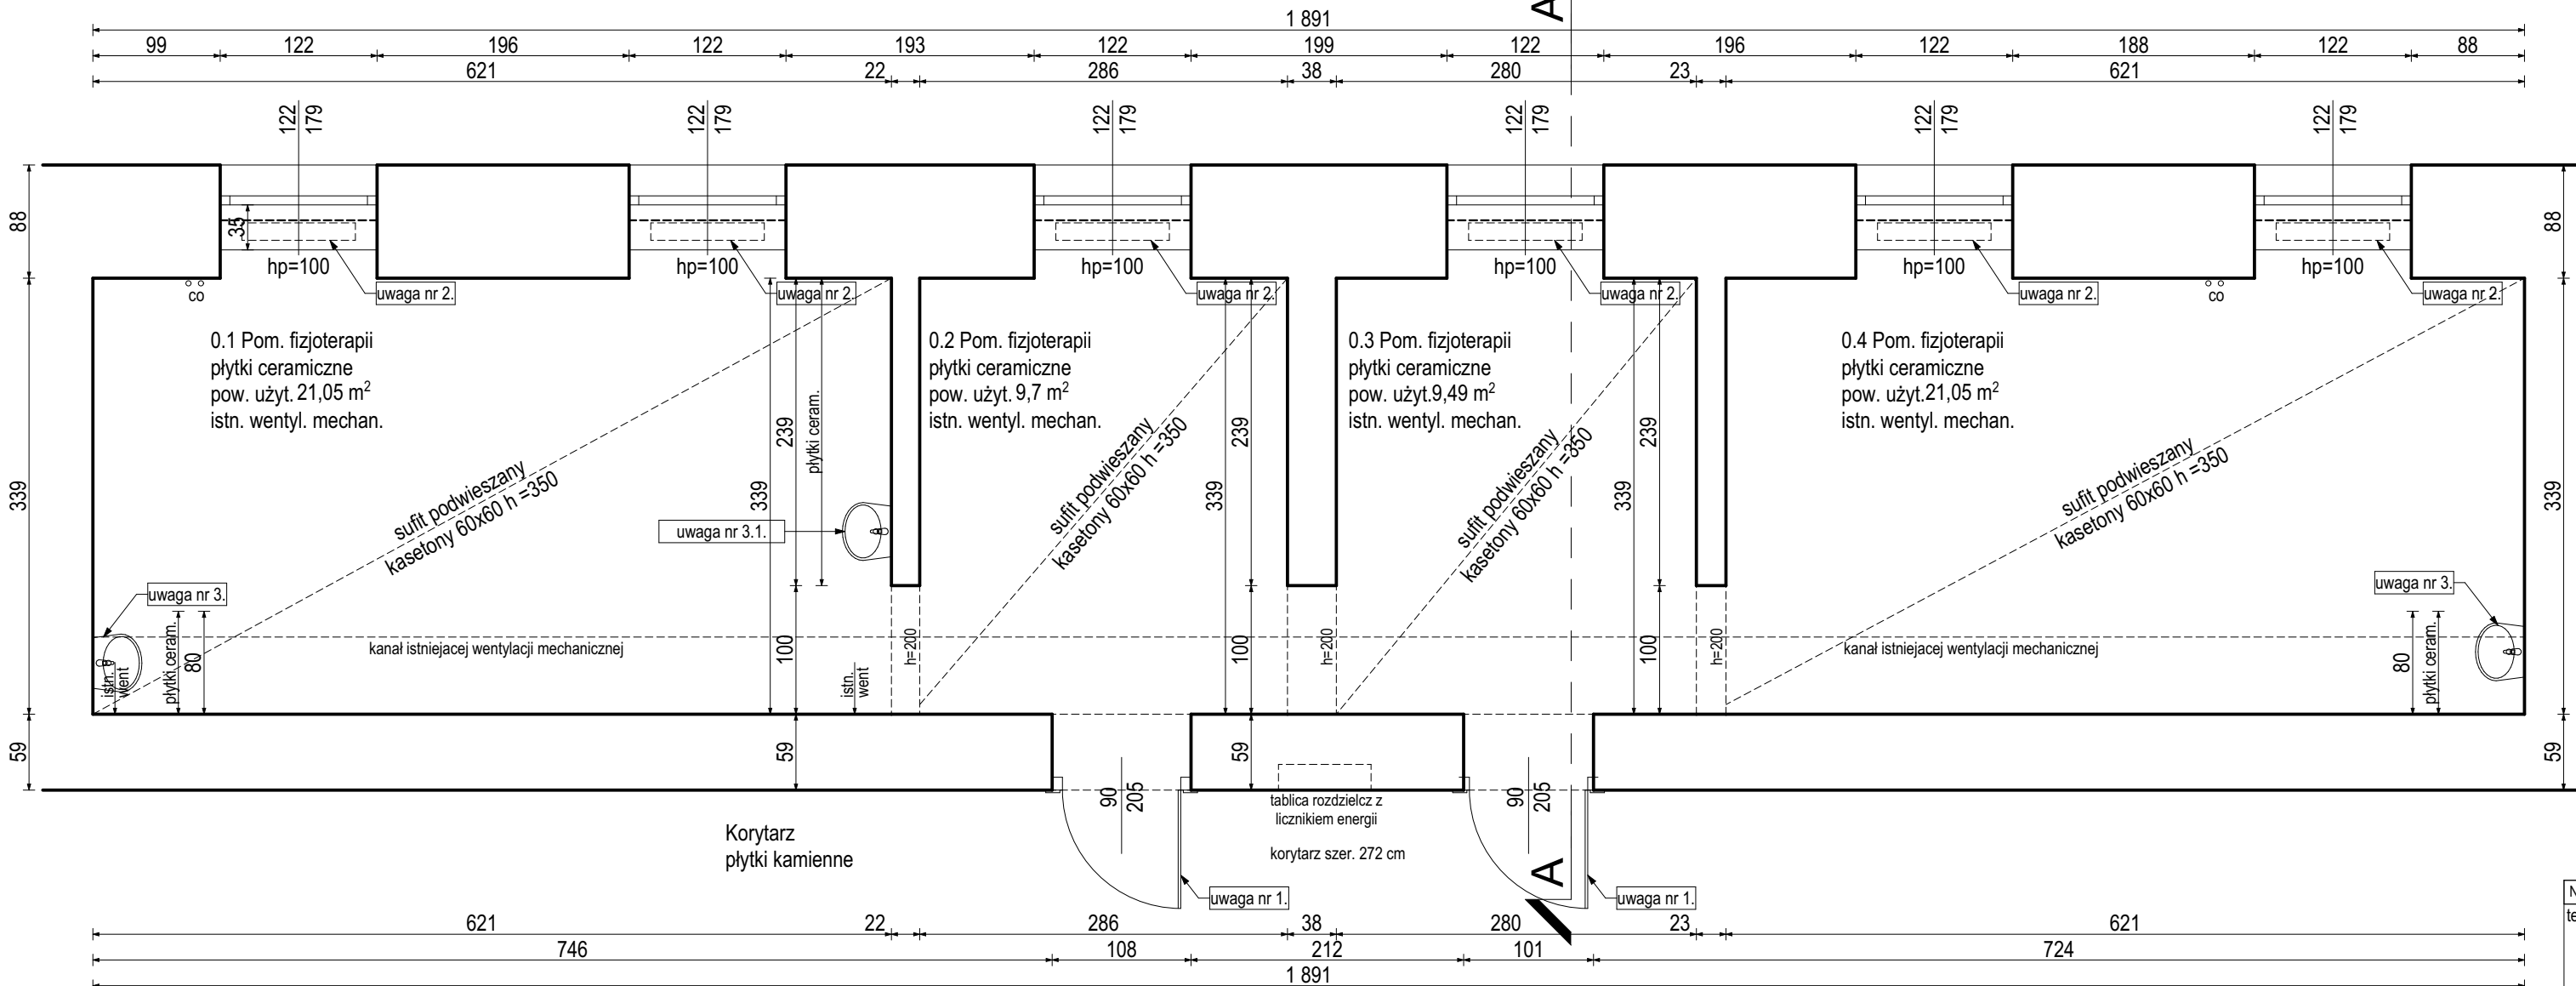 A
1 891
99 122 196 122 193 122 199 122 196 122 188 122 88
621 22 286 38 280 23 621
122 179 122 179 122 179 122 179 122 179 122 179
88 35 88
hp=100 hp=100 hp=100 hp=100 hp=100 hp=100
co uwaga nr 2. uwaga nr 2. uwaga nr 2. uwaga nr 2. uwaga nr 2. co uwaga nr 2.
0.1 Pom. fizjoterapii
płytki ceramiczne
pow. użyt. 21,05 m²
istn. wentyl. mechan.
0.2 Pom. fizjoterapii
płytki ceramiczne
pow. użyt. 9,7 m²
istn. wentyl. mechan.
0.3 Pom. fizjoterapii
płytki ceramiczne
pow. użyt.9,49 m²
istn. wentyl. mechan.
0.4 Pom. fizjoterapii
płytki ceramiczne
pow. użyt.21,05 m²
istn. wentyl. mechan.
239 płytki ceram. 239 239
sufit podwieszany
kasetony 60x60 h =350
sufit podwieszany
kasetony 60x60 h =350
sufit podwieszany
kasetony 60x60 h =350
sufit podwieszany
kasetony 60x60 h =350
339 339 339 339 339
uwaga nr 3.1.
uwaga nr 3. uwaga nr 3.
kanał istniejacej wentylacji mechanicznej
kanał istniejacej wentylacji mechanicznej
istn.
went
płytki ceram.
80
100
istn.
went
h=200
100
h=200
100
h=200
80
płytki ceram.
59 59 59 59
90 205
90 205
tablica rozdzielcz z
licznikiem energii
korytarz szer. 272 cm
Korytarz
płytki kamienne
A
uwaga nr 1. uwaga nr 1.
N
te
621 22 286 38 280 23 621
746 108 212 101 724
1 891